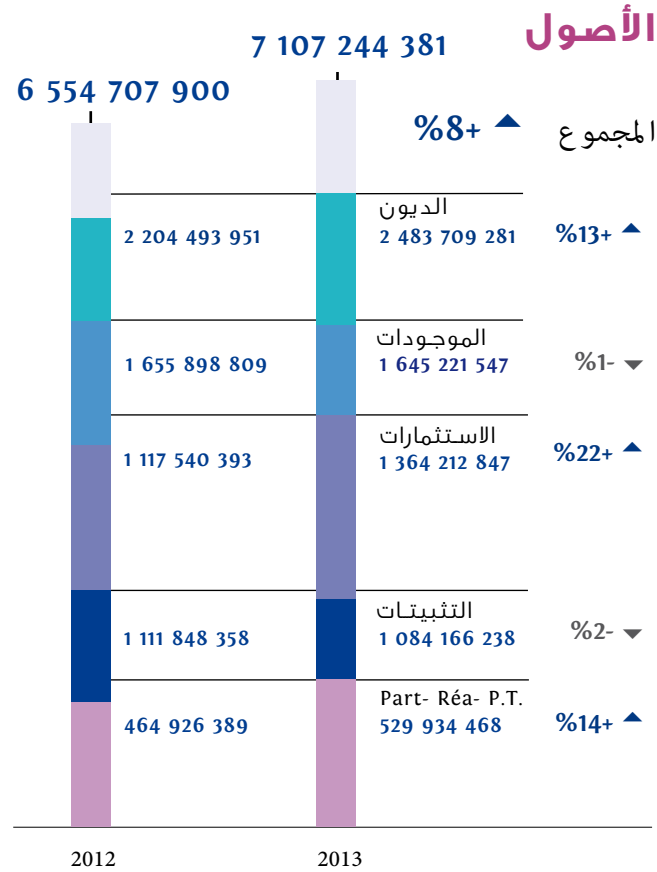 الأصول
7 107 244 381
6 554 707 900
المجموع
%8+
الديون
2 204 493 951
2 483 709 281
%13+
الموجودات
1 655 898 809
1 645 221 547
%1-
الاستثمارات
1 117 540 393
1 364 212 847
%22+
التثبيتات
1 111 848 358
1 084 166 238
%2-
Part- Réa- P.T.
464 926 389
529 934 468
%14+
2012
2013